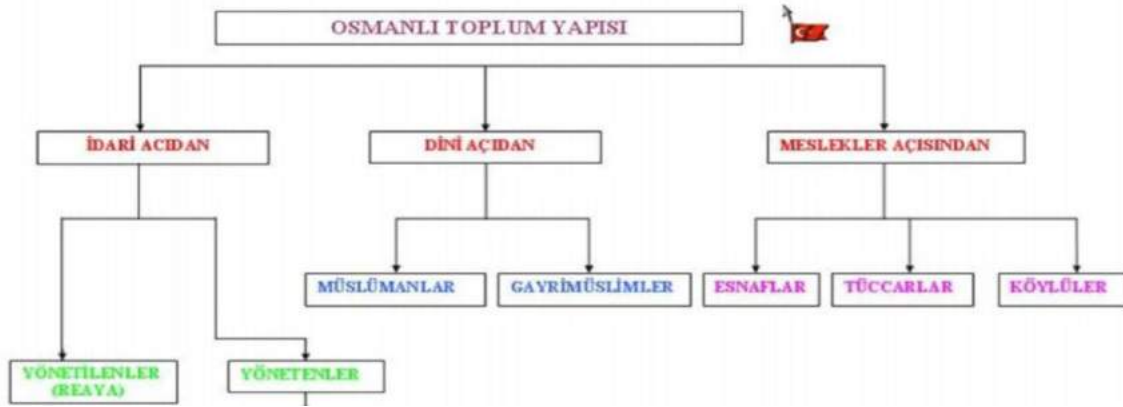 OSMANLI TOPLUM YAPISI
İDARİ ACIDAN
DİNİ AÇIDAN
MESLEKLER AÇISINDAN
MÜSLÜMANLAR
GAYRİMÜSLİMLER
ESNAFLAR
TÜCCARLAR
KÖYLÜLER
YÖNETİLENLER
(REAYA)
YÖNETENLER